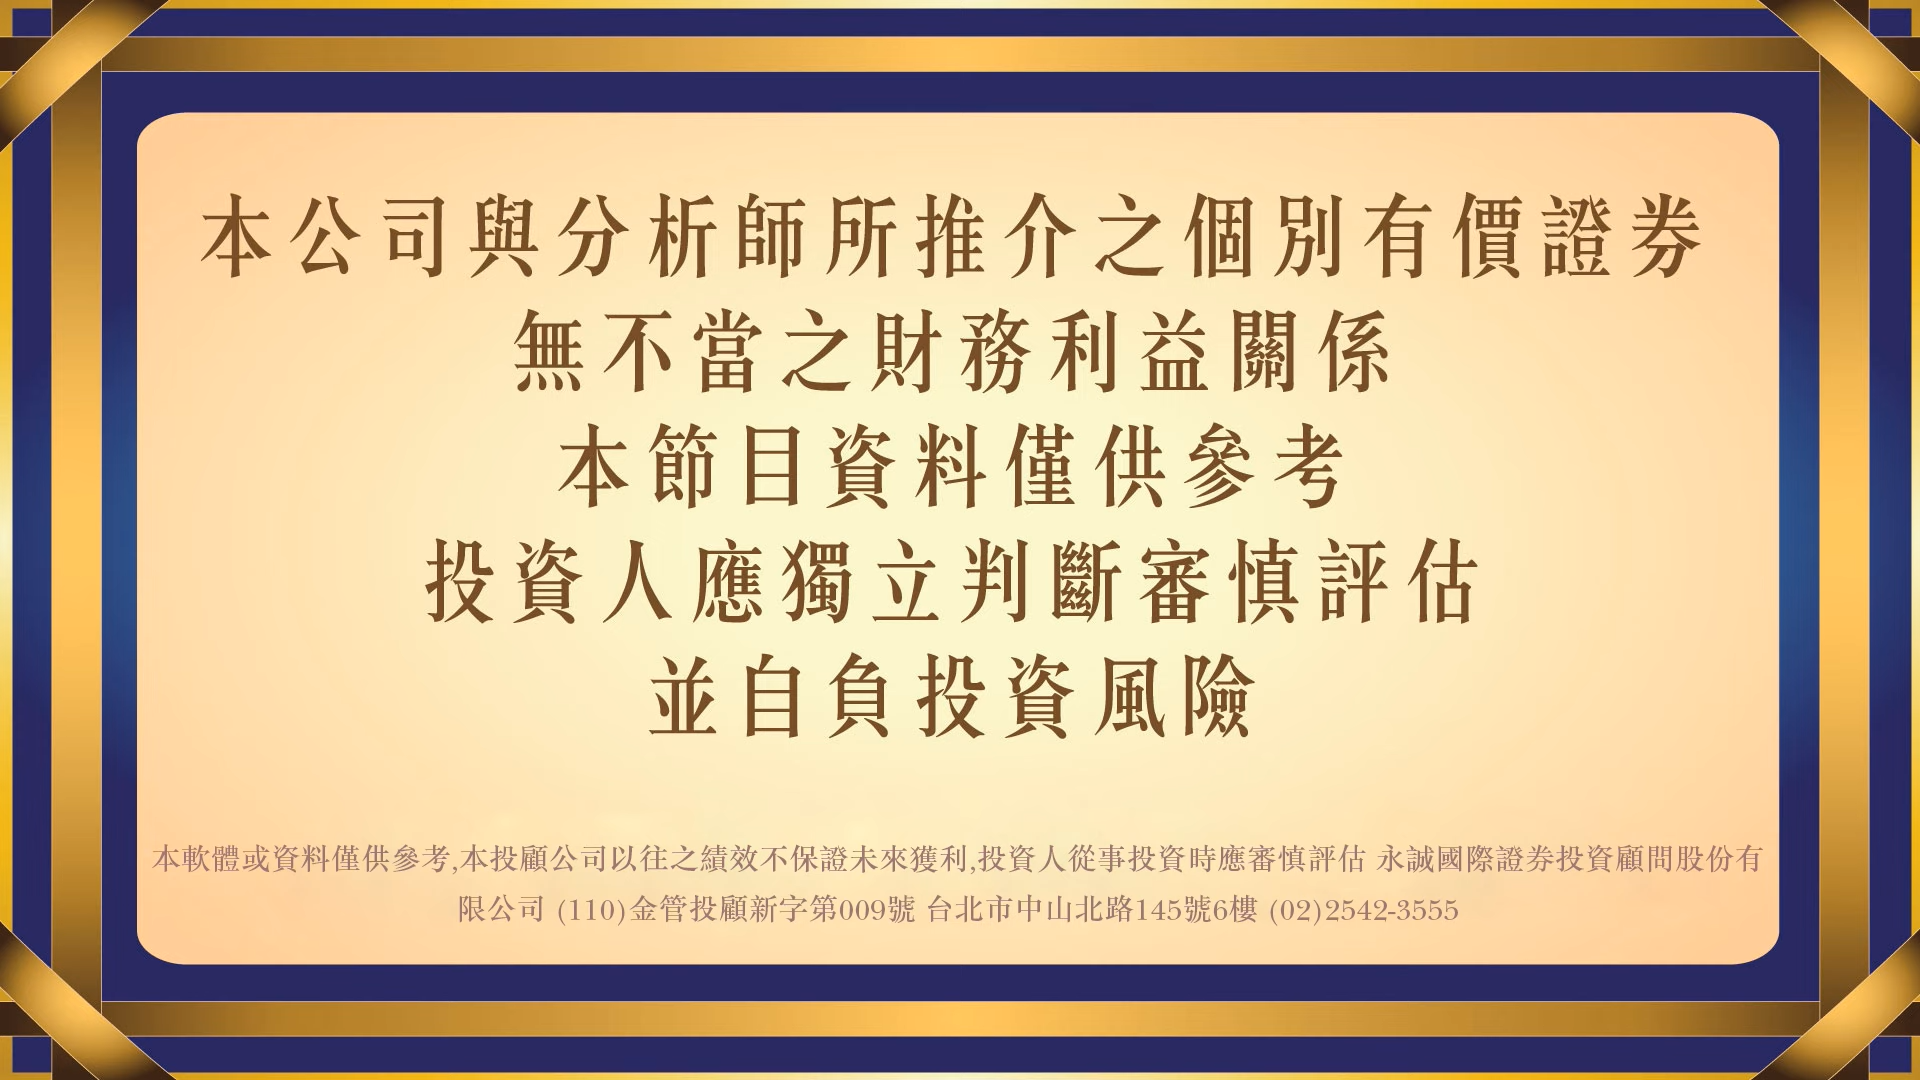 本公司與分析師所推介之個別有價證券
無不當之財務利益關係
本節目資料僅供參考
投資人應獨立判斷審慎評估
並自負投資風險
本軟體或資料僅供參考,本投顧公司以往之績效不保證未來獲利,投資人從事投資時應審慎評估 永誠國際證券投資顧問股份有
限公司 (110)金管投顧新字第009號 台北市中山北路145號6樓 (02)2542-3555